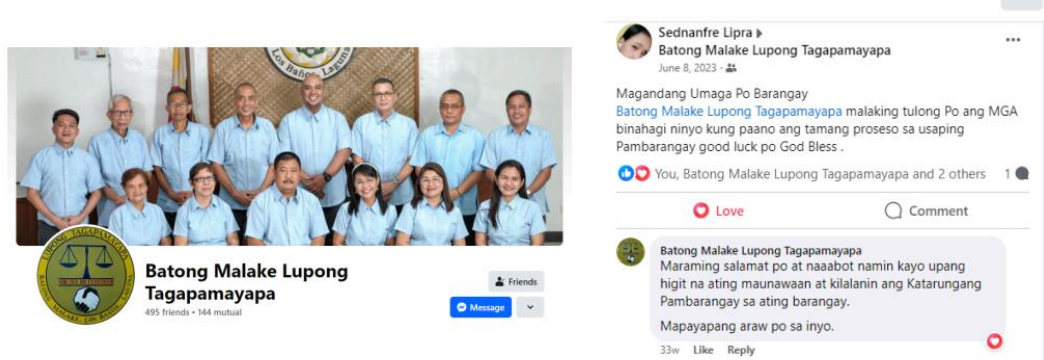 Los Baños, Laguna
LUPONG TAGAPAMAYAPA
BATONG MALAKE, LOS BAÑOS
Batong Malake Lupong
Tagapamayapa
495 friends • 144 mutual
Friends
Message
Sednanfre Lipra ▸
Batong Malake Lupong Tagapamayapa
June 8, 2023 ·
Magandang Umaga Po Barangay
Batong Malake Lupong Tagapamayapa malaking tulong Po ang MGA
binahagi ninyo kung paano ang tamang proseso sa usaping
Pambarangay good luck po God Bless .
You, Batong Malake Lupong Tagapamayapa and 2 others 1
Love
Comment
Batong Malake Lupong Tagapamayapa
Maraming salamat po at naaabot namin kayo upang
higit na ating maunawaan at kilalanin ang Katarungang
Pambarangay sa ating barangay.
Mapayapang araw po sa inyo.
33w Like Reply